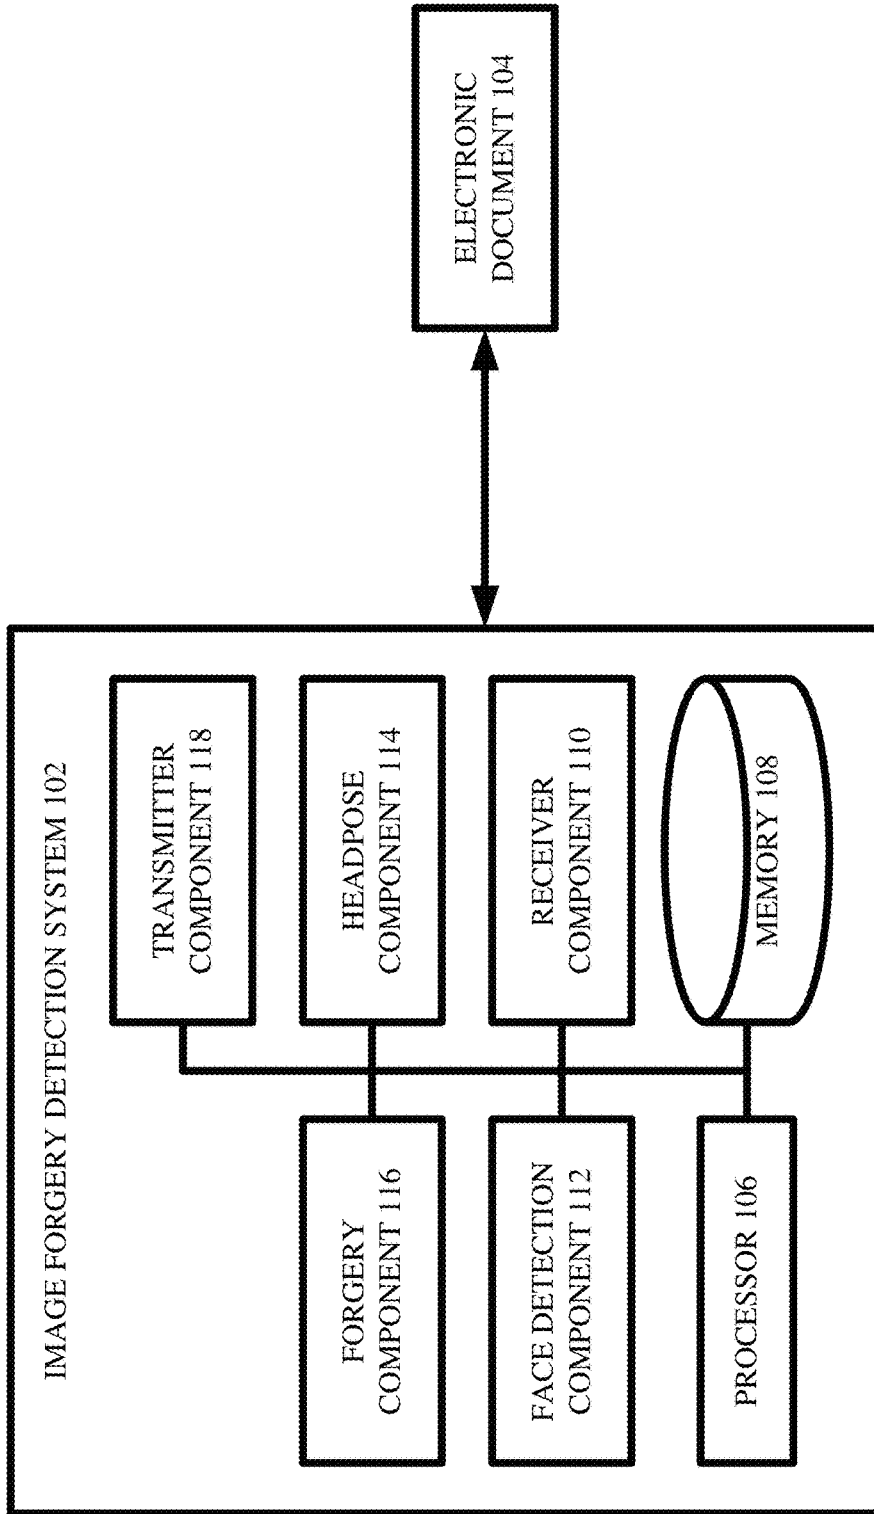 IMAGE FORGERY DETECTION SYSTEM 102
TRANSMITTER
COMPONENT 118
FORGERY
COMPONENT 116
HEADPOSE
COMPONENT 114
FACE DETECTION
COMPONENT 112
RECEIVER
COMPONENT 110
PROCESSOR 106
MEMORY 108
ELECTRONIC
DOCUMENT 104